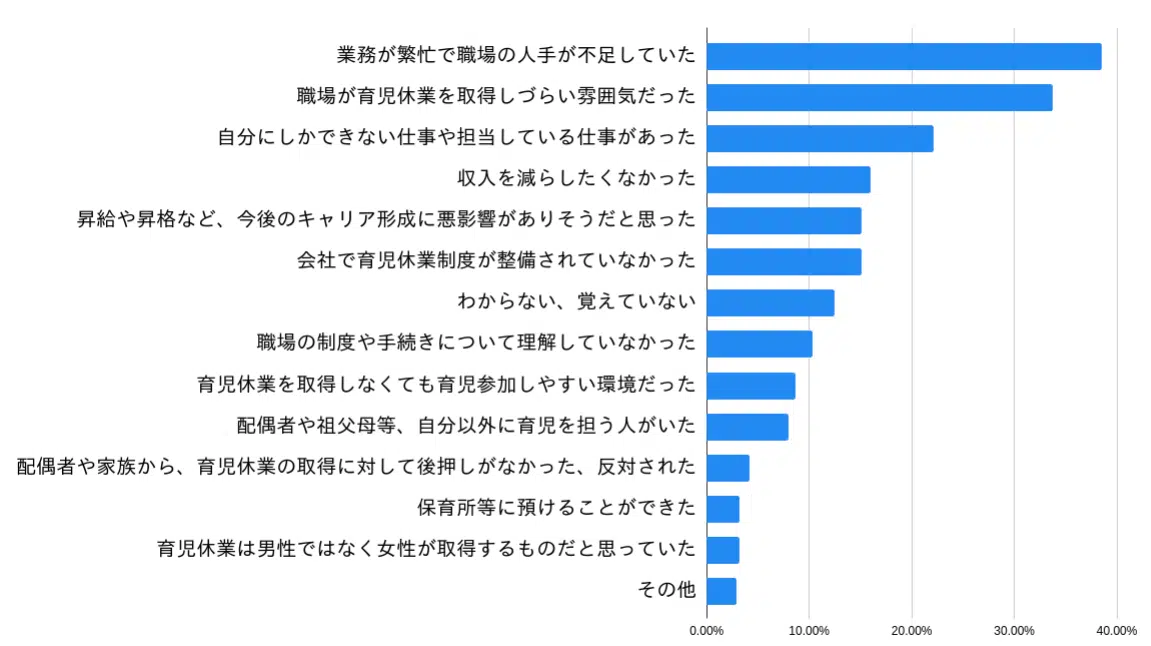 業務が繁忙で職場の人手が不足していた
職場が育児休業を取得しづらい雰囲気だった
自分にしかできない仕事や担当している仕事があった
収入を減らしたくなかった
昇給や昇格など、今後のキャリア形成に悪影響がありそうだと思った
会社で育児休業制度が整備されていなかった
わからない、覚えていない
職場の制度や手続きについて理解していなかった
育児休業を取得しなくても育児参加しやすい環境だった
配偶者や祖父母等、自分以外に育児を担う人がいた
配偶者や家族から、育児休業の取得に対して後押しがなかった、反対された
保育所等に預けることができた
育児休業は男性ではなく女性が取得するものだと思っていた
その他
0.00% 10.00% 20.00% 30.00% 40.00%